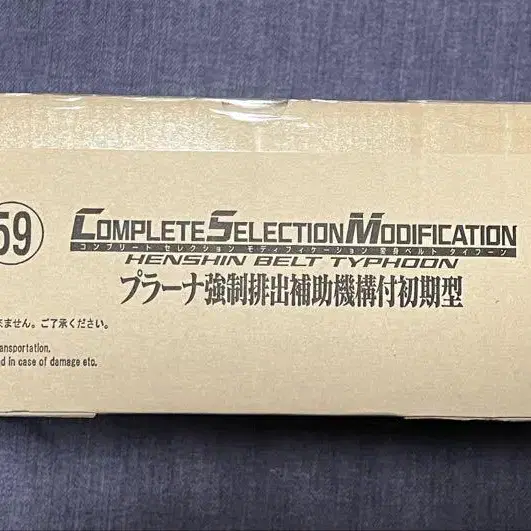 59
COMPLETE SELECTION MODIFICATION
コンプリート セレクション モディフィケーション 変身ベルト タイフーン
HENSHIN BELT TYPHOON
プラーナ強制排出補助機構付初期型
ません。ご了承ください。
ansportation.
d in case of damage etc.